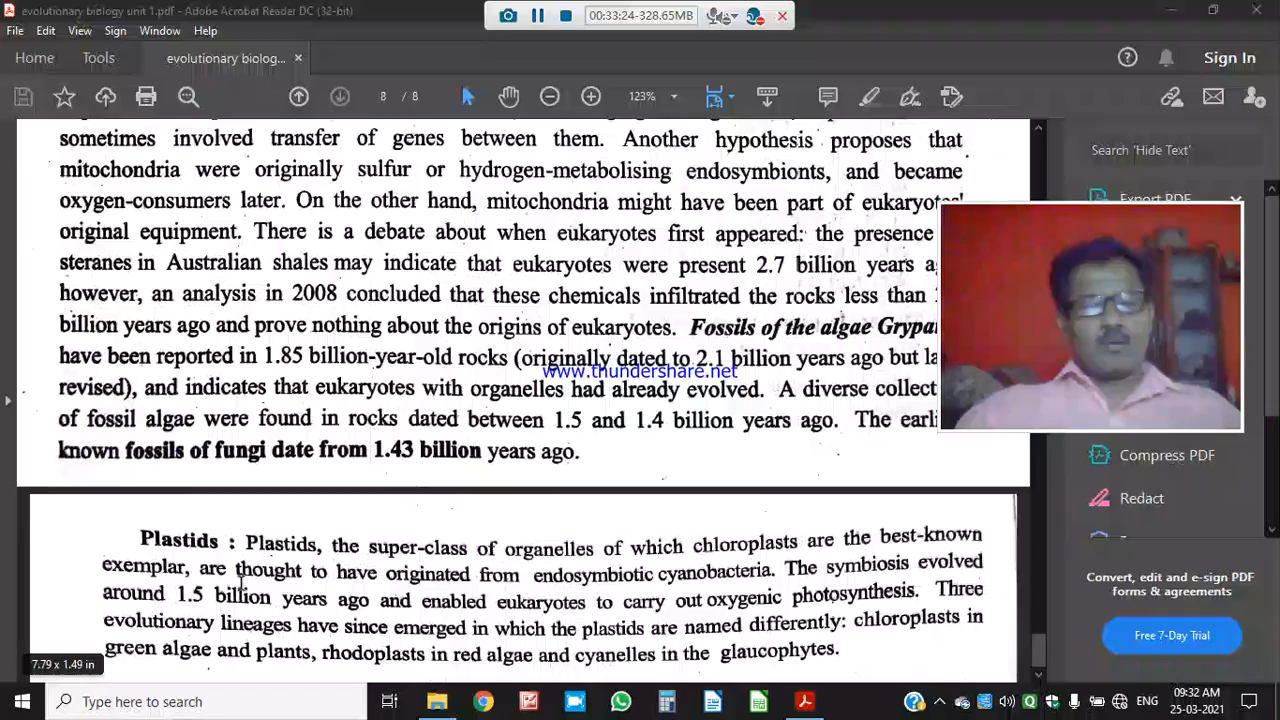 evolutionary biology unit 1.pdf - Adobe Acrobat Reader DC (32-bit)
00:33:24-328.65MB
File Edit View Sign Window Help
Home Tools evolutionary biolog... Sign In
8 / 8 123%
sometimes involved transfer of genes between them. Another hypothesis proposes that
mitochondria were originally sulfur or hydrogen-metabolising endosymbionts, and became
oxygen-consumers later. On the other hand, mitochondria might have been part of eukaryotes'
original equipment. There is a debate about when eukaryotes first appeared: the presence
steranes in Australian shales may indicate that eukaryotes were present 2.7 billion years
however, an analysis in 2008 concluded that these chemicals infiltrated the rocks less than
billion years ago and prove nothing about the origins of eukaryotes. Fossils of the algae Grypa
have been reported in 1.85 billion-year-old rocks (originally dated to 2.1 billion years ago but la
revised), and indicates that eukaryotes with organelles had already evolved. A diverse collect
of fossil algae were found in rocks dated between 1.5 and 1.4 billion years ago. The earli
known fossils of fungi date from 1.43 billion years ago.
www.thundershare.net
Plastids : Plastids, the super-class of organelles of which chloroplasts are the best-known
exemplar, are thought to have originated from endosymbiotic cyanobacteria. The symbiosis evolved
around 1.5 billion years ago and enabled eukaryotes to carry out oxygenic photosynthesis. Three
evolutionary lineages have since emerged in which the plastids are named differently: chloroplasts in
green algae and plants, rhodoplasts in red algae and cyanelles in the glaucophytes.
7.79 x 1.49 in
Search 'Hide Text'
Export PDF
Compress PDF
Redact
Convert, edit and e-sign PDF
forms & agreements
Free 7-Day Trial
Type here to search
ENG
09:32 AM
25-03-2021